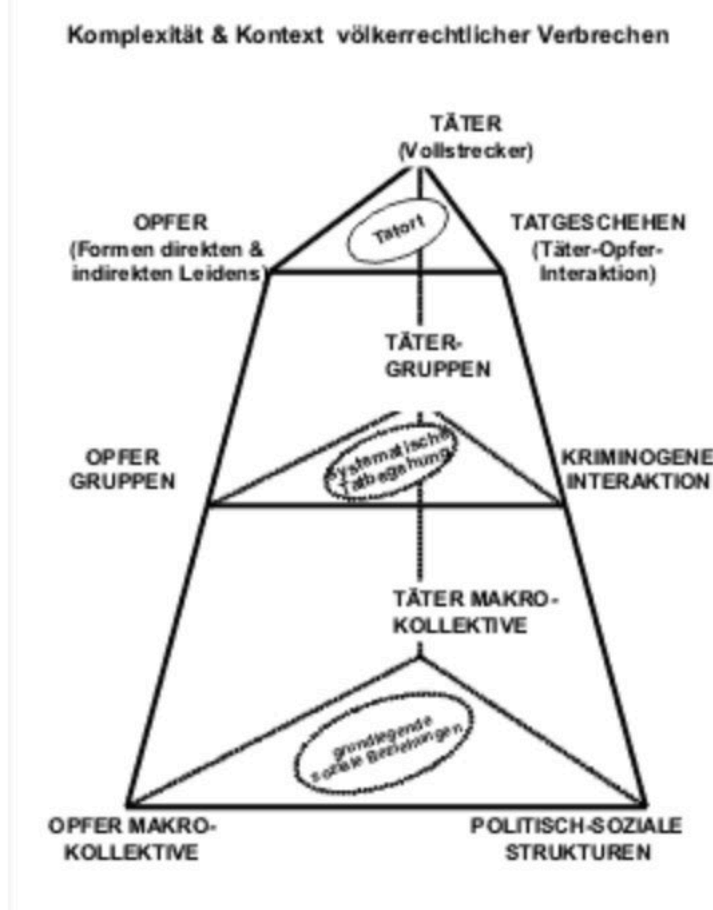 Komplexität & Kontext völkerrechtlicher Verbrechen
TÄTER
(Vollstrecker)
OPFER
(Formen direkten &
indirekten Leidens)
Tatort
TATGESCHEHEN
(Täter-Opfer-
Interaktion)
TÄTER-
GRUPPEN
OPFER
GRUPPEN
systematische
Tatbegehung
KRIMINOGENE
INTERAKTION
TÄTER MAKRO-
KOLLEKTIVE
grundlegende
soziale Beziehungen
OPFER MAKRO-
KOLLEKTIVE
POLITISCH-SOZIALE
STRUKTUREN